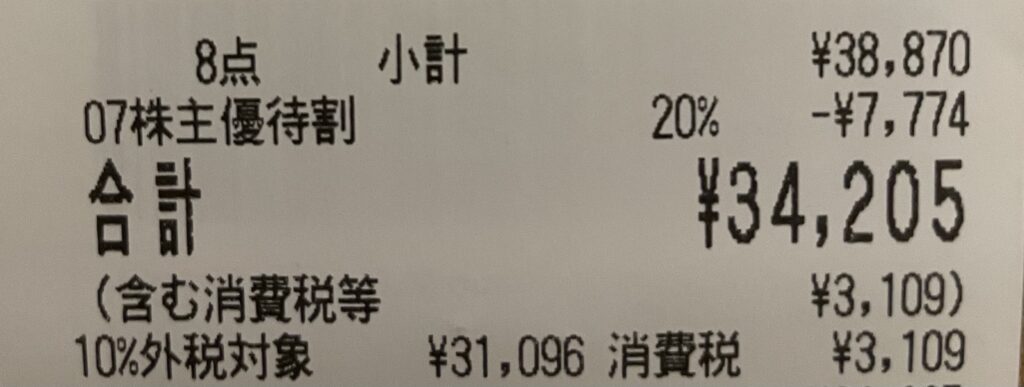 8点 小計 ¥38,870
07株主優待割 20% -¥7,774
合計 ¥34,205
(含む消費税等 ¥3,109)
10%外税対象 ¥31,096 消費税 ¥3,109